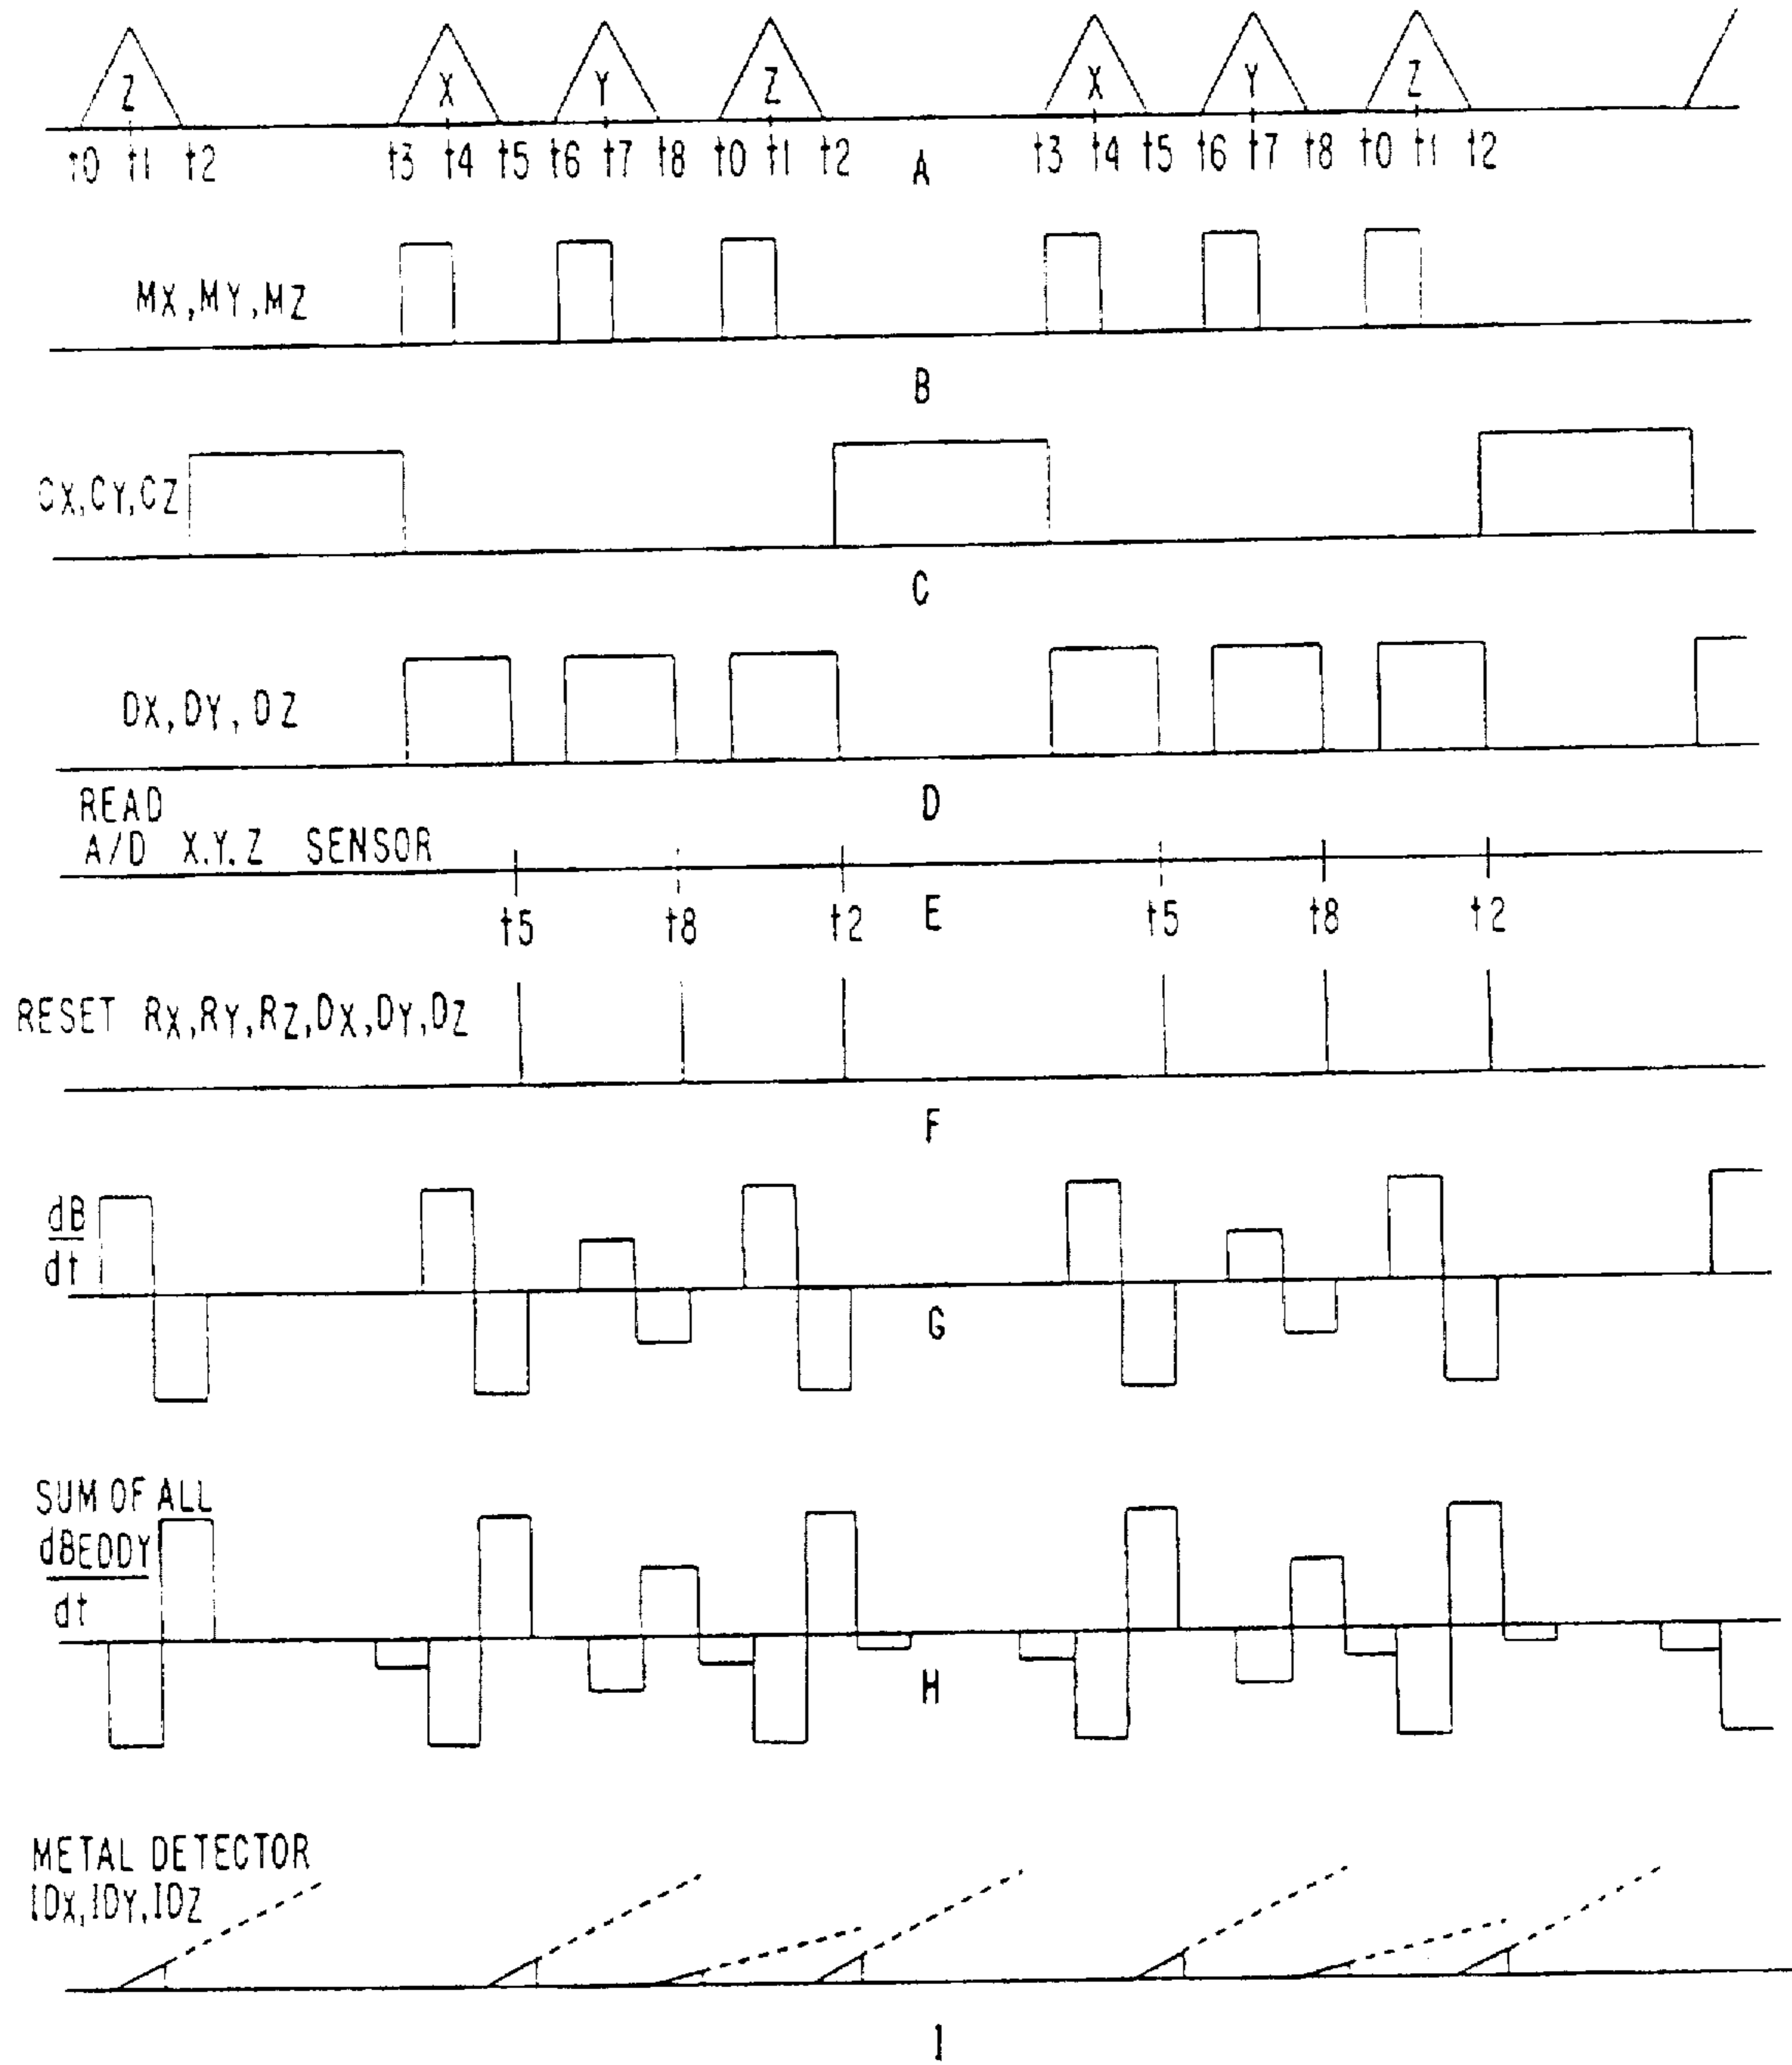 Z X Y Z X Y Z
t0 t1 t2 t3 t4 t5 t6 t7 t8 t0 t1 t2 A t3 t4 t5 t6 t7 t8 t0 t1 t2
MX, MY, MZ
B
CX, CY, CZ
C
DX, DY, DZ
D
READ
A/D X.Y.Z SENSOR
t5 t8 t2 E t5 t8 t2
RESET RX, RY, RZ, DX, DY, DZ
F
dB
dt
G
SUM OF ALL
dBEDDY
dt
H
METAL DETECTOR
IDX, IDY, IDZ
I